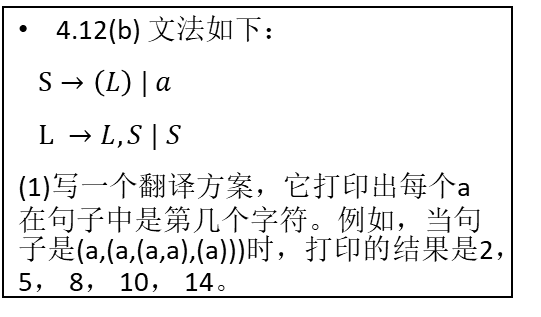 • 4.12(b) 文法如下：
S → (L) | a
L → L,S | S
(1)写一个翻译方案，它打印出每个a
在句子中是第几个字符。例如，当句
子是(a,(a,(a,a),(a)))时，打印的结果是2，
5， 8， 10， 14。